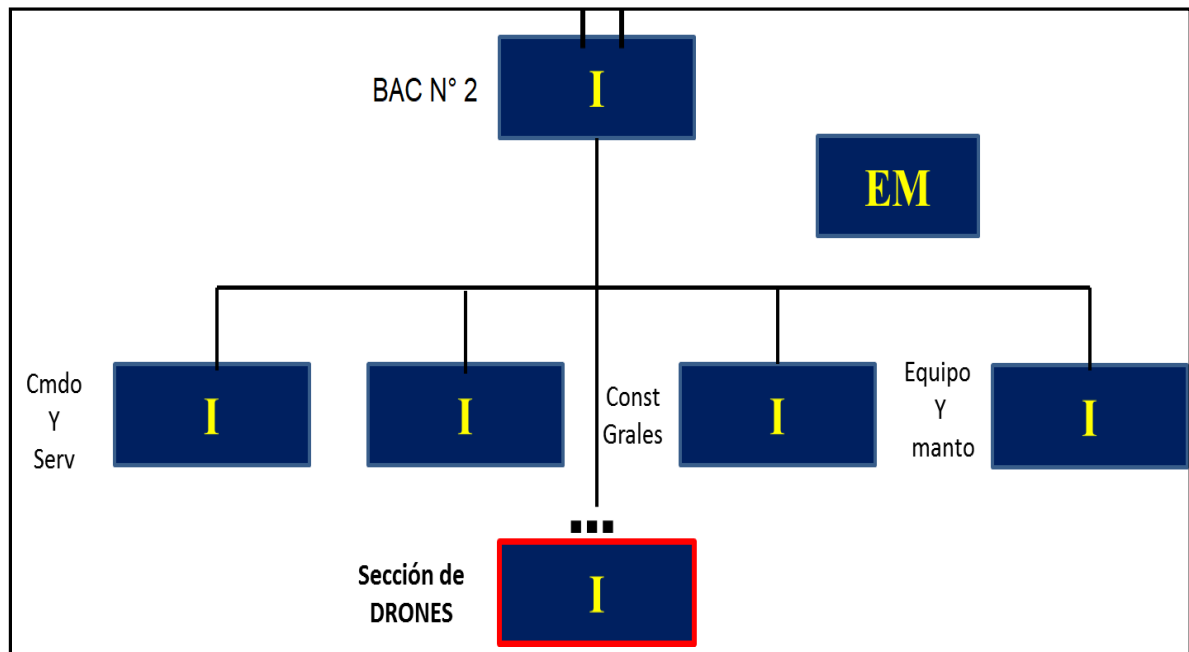 BAC N° 2
I
EM
Cmdo
Y
Serv
I
I
Const
Grales
I
Equipo
Y
manto
I
Sección de
DRONES
I